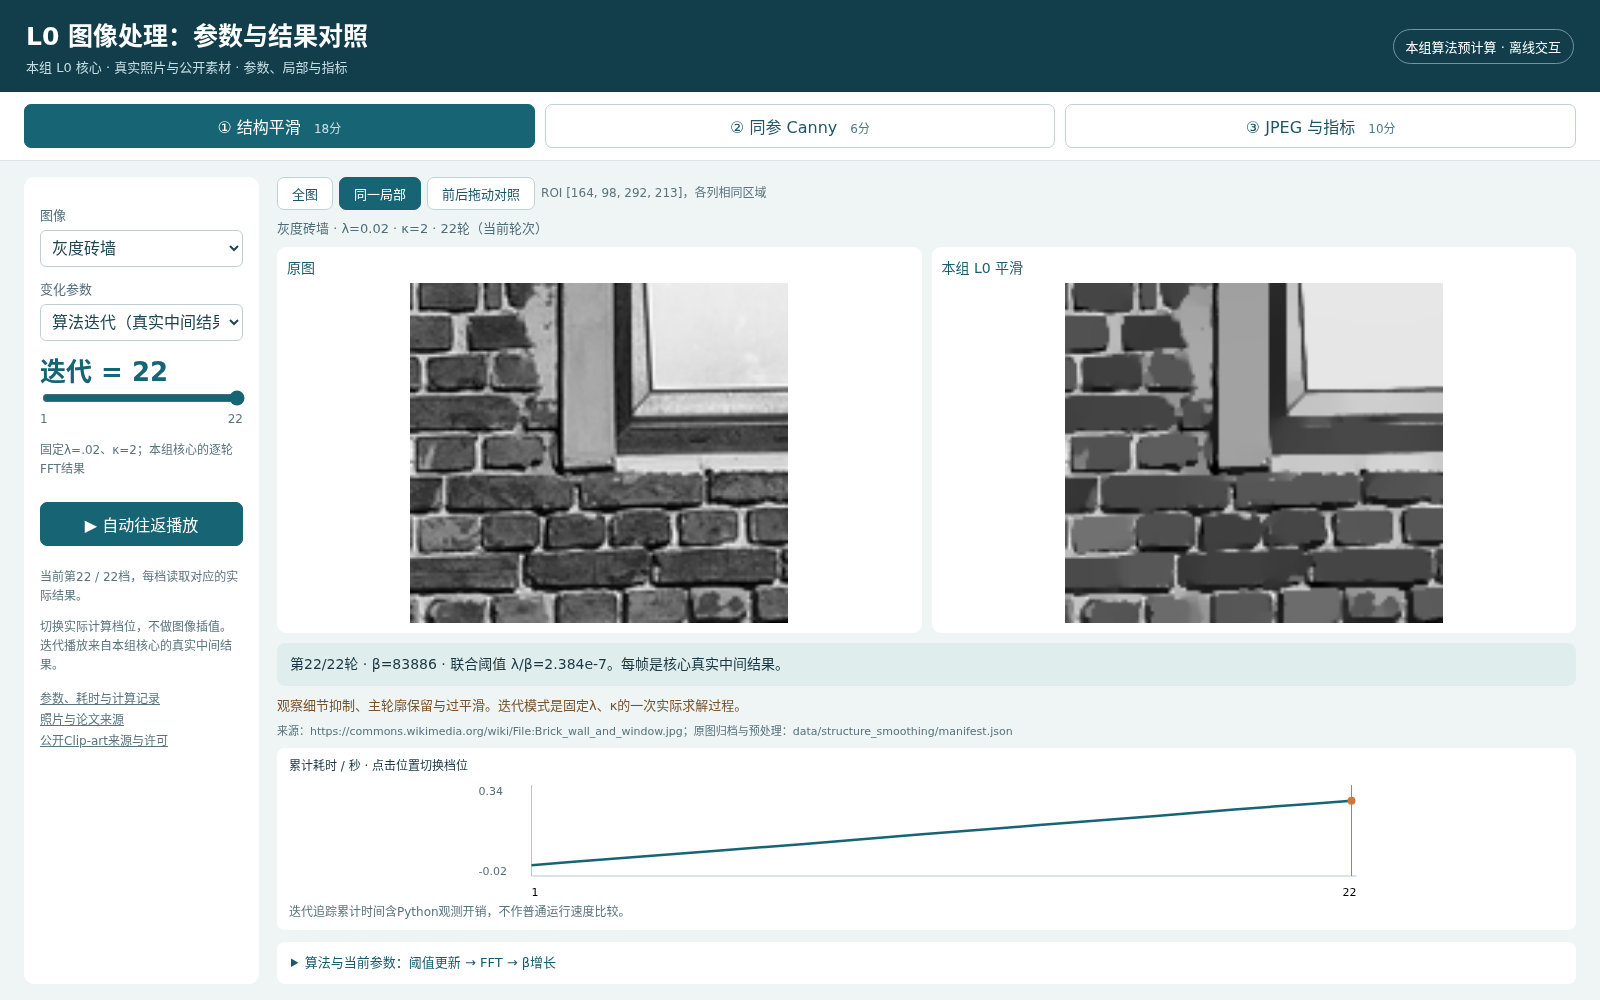 L0 图像处理：参数与结果对照
本组 L0 核心 · 真实照片与公开素材 · 参数、局部与指标
本组算法预计算 · 离线交互
① 结构平滑 18分
② 同参 Canny 6分
③ JPEG 与指标 10分
图像
灰度砖墙
变化参数
算法迭代（真实中间结果
迭代 = 22
1
22
固定λ=.02、κ=2；本组核心的逐轮
FFT结果
▶ 自动往返播放
当前第22 / 22档，每档读取对应的实
际结果。
切换实际计算档位，不做图像插值。
迭代播放来自本组核心的真实中间结
果。
参数、耗时与计算记录
照片与论文来源
公开Clip-art来源与许可
全图
同一局部
前后拖动对照
ROI [164, 98, 292, 213]，各列相同区域
灰度砖墙 · λ=0.02 · κ=2 · 22轮（当前轮次）
原图
本组 L0 平滑
第22/22轮 · β=83886 · 联合阈值 λ/β=2.384e-7。每帧是核心真实中间结果。
观察细节抑制、主轮廓保留与过平滑。迭代模式是固定λ、κ的一次实际求解过程。
来源：https://commons.wikimedia.org/wiki/File:Brick_wall_and_window.jpg；原图归档与预处理：data/structure_smoothing/manifest.json
累计耗时 / 秒 · 点击位置切换档位
0.34
-0.02
1
22
迭代追踪累计时间含Python观测开销，不作普通运行速度比较。
▶ 算法与当前参数：阈值更新 → FFT → β增长